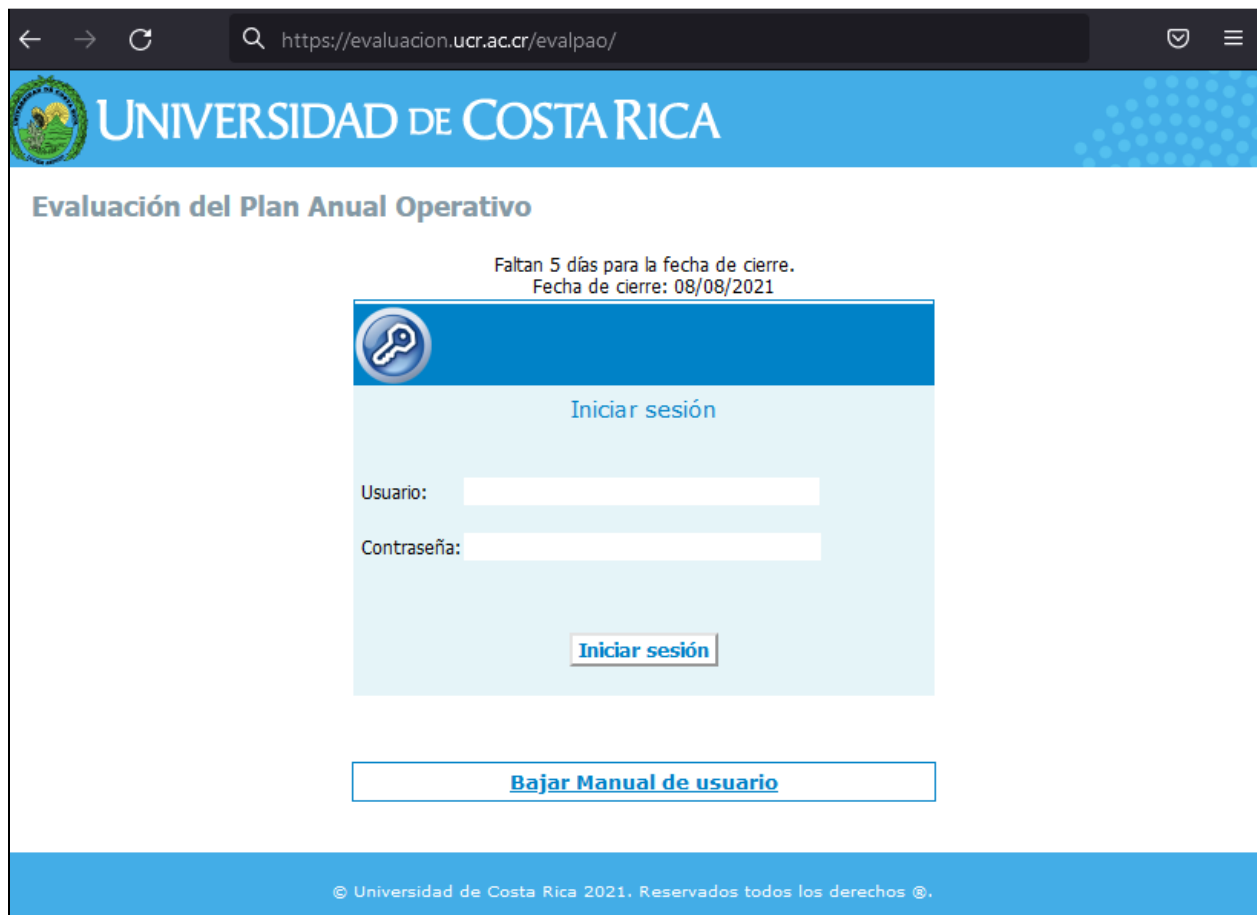 https://evaluacion.ucr.ac.cr/evalpao/
UNIVERSIDAD DE COSTA RICA
Evaluación del Plan Anual Operativo
Faltan 5 días para la fecha de cierre.
Fecha de cierre: 08/08/2021
Iniciar sesión
Usuario:
Contraseña:
Iniciar sesión
Bajar Manual de usuario
© Universidad de Costa Rica 2021. Reservados todos los derechos ®.